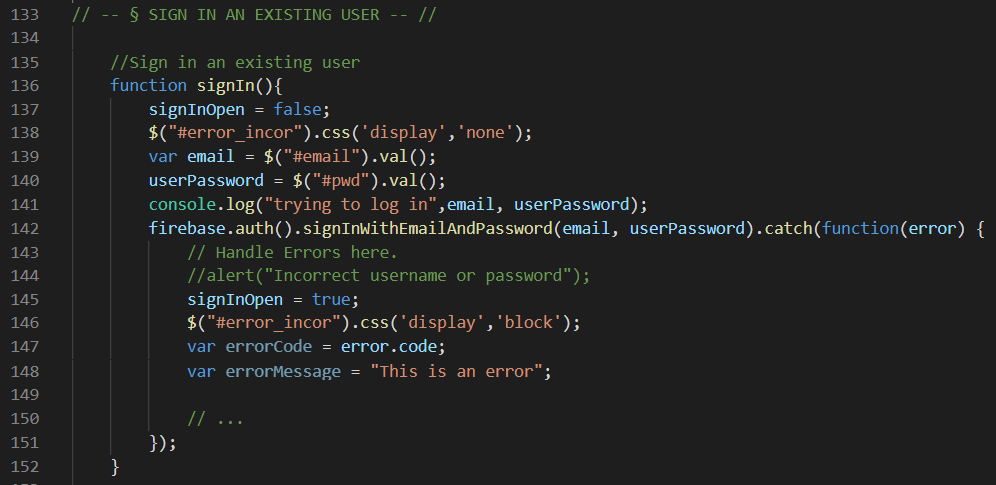 133 // -- § SIGN IN AN EXISTING USER -- //
134
135 //Sign in an existing user
136 function signIn(){
137 signInOpen = false;
138 $("#error_incor").css('display','none');
139 var email = $("#email").val();
140 userPassword = $("#pwd").val();
141 console.log("trying to log in",email, userPassword);
142 firebase.auth().signInWithEmailAndPassword(email, userPassword).catch(function(error) {
143 // Handle Errors here.
144 //alert("Incorrect username or password");
145 signInOpen = true;
146 $("#error_incor").css('display','block');
147 var errorCode = error.code;
148 var errorMessage = "This is an error";
149
150 // ...
151 });
152 }